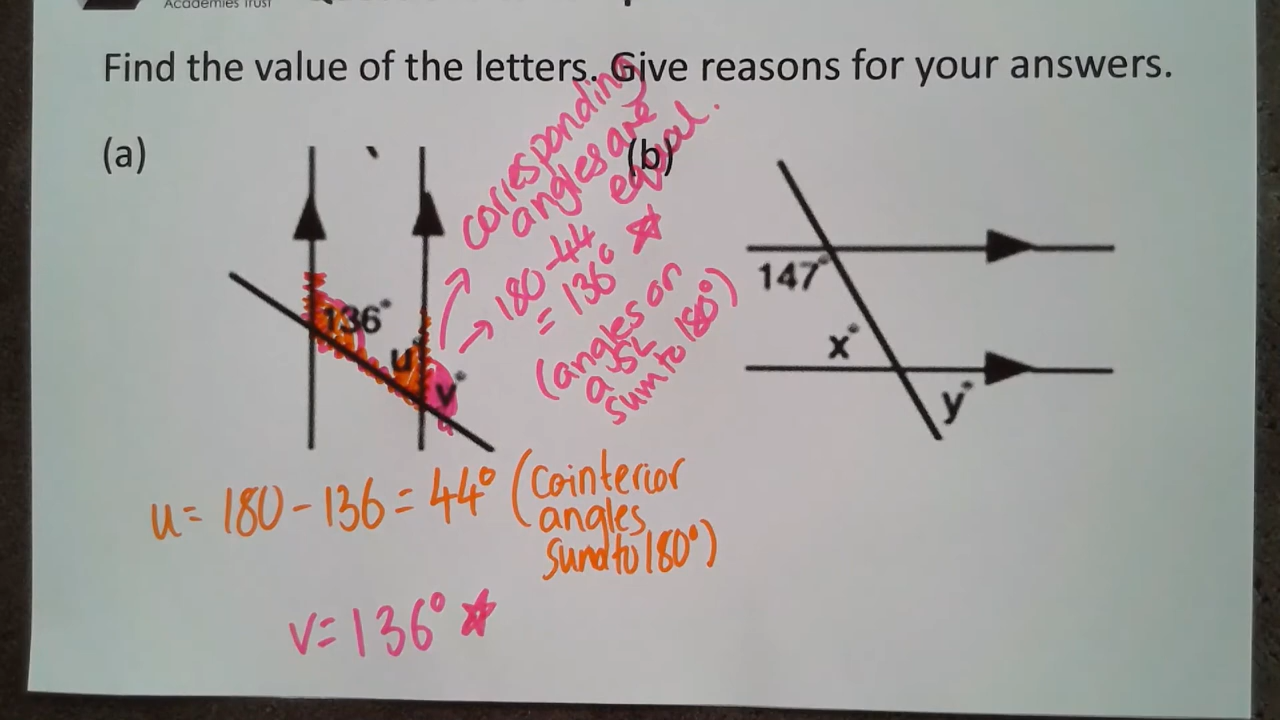 Academies Trust
Find the value of the letters. Give reasons for your answers.
(a)
136°
u°
v°
corresponding
angles are
equal.
180-44
= 136° ☆
(angles on
a SL
sum to 180°)
u= 180-136 = 44° (Cointerior
angles
sum to 180°)
v= 136° ☆
(b)
147°
x°
y°